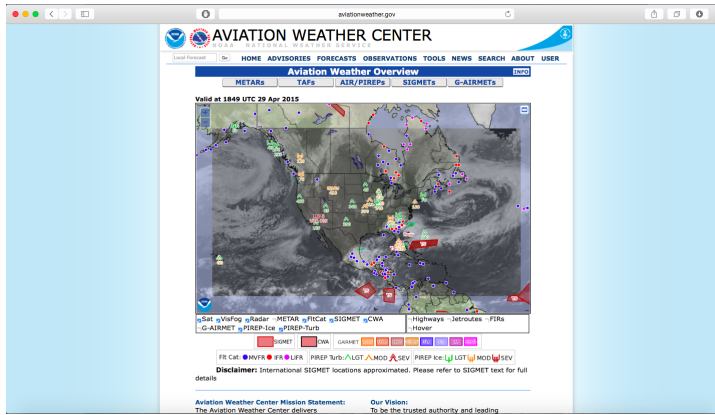 aviationweather.gov
AVIATION WEATHER CENTER
NOAA NATIONAL WEATHER SERVICE
Local Forecast Go HOME ADVISORIES FORECASTS OBSERVATIONS TOOLS NEWS SEARCH ABOUT USER
Aviation Weather Overview INFO
METARs TAFs AIR/PIREPs SIGMETs G-AIRMETs
Valid at 1849 UTC 29 Apr 2015
Sat VisFog Radar METAR FltCat SIGMET CWA Highways Jetroutes FIRs
G-AIRMET PIREP-Ice PIREP-Turb Hover
SIGMET CWA GAIRMET
Flt Cat: MVFR IFR LIFR PIREP Turb: LGT MOD SEV PIREP Ice: LGT MOD SEV
Disclaimer: International SIGMET locations approximated. Please refer to SIGMET text for full
details
Aviation Weather Center Mission Statement: Our Vision:
The Aviation Weather Center delivers To be the trusted authority and leading